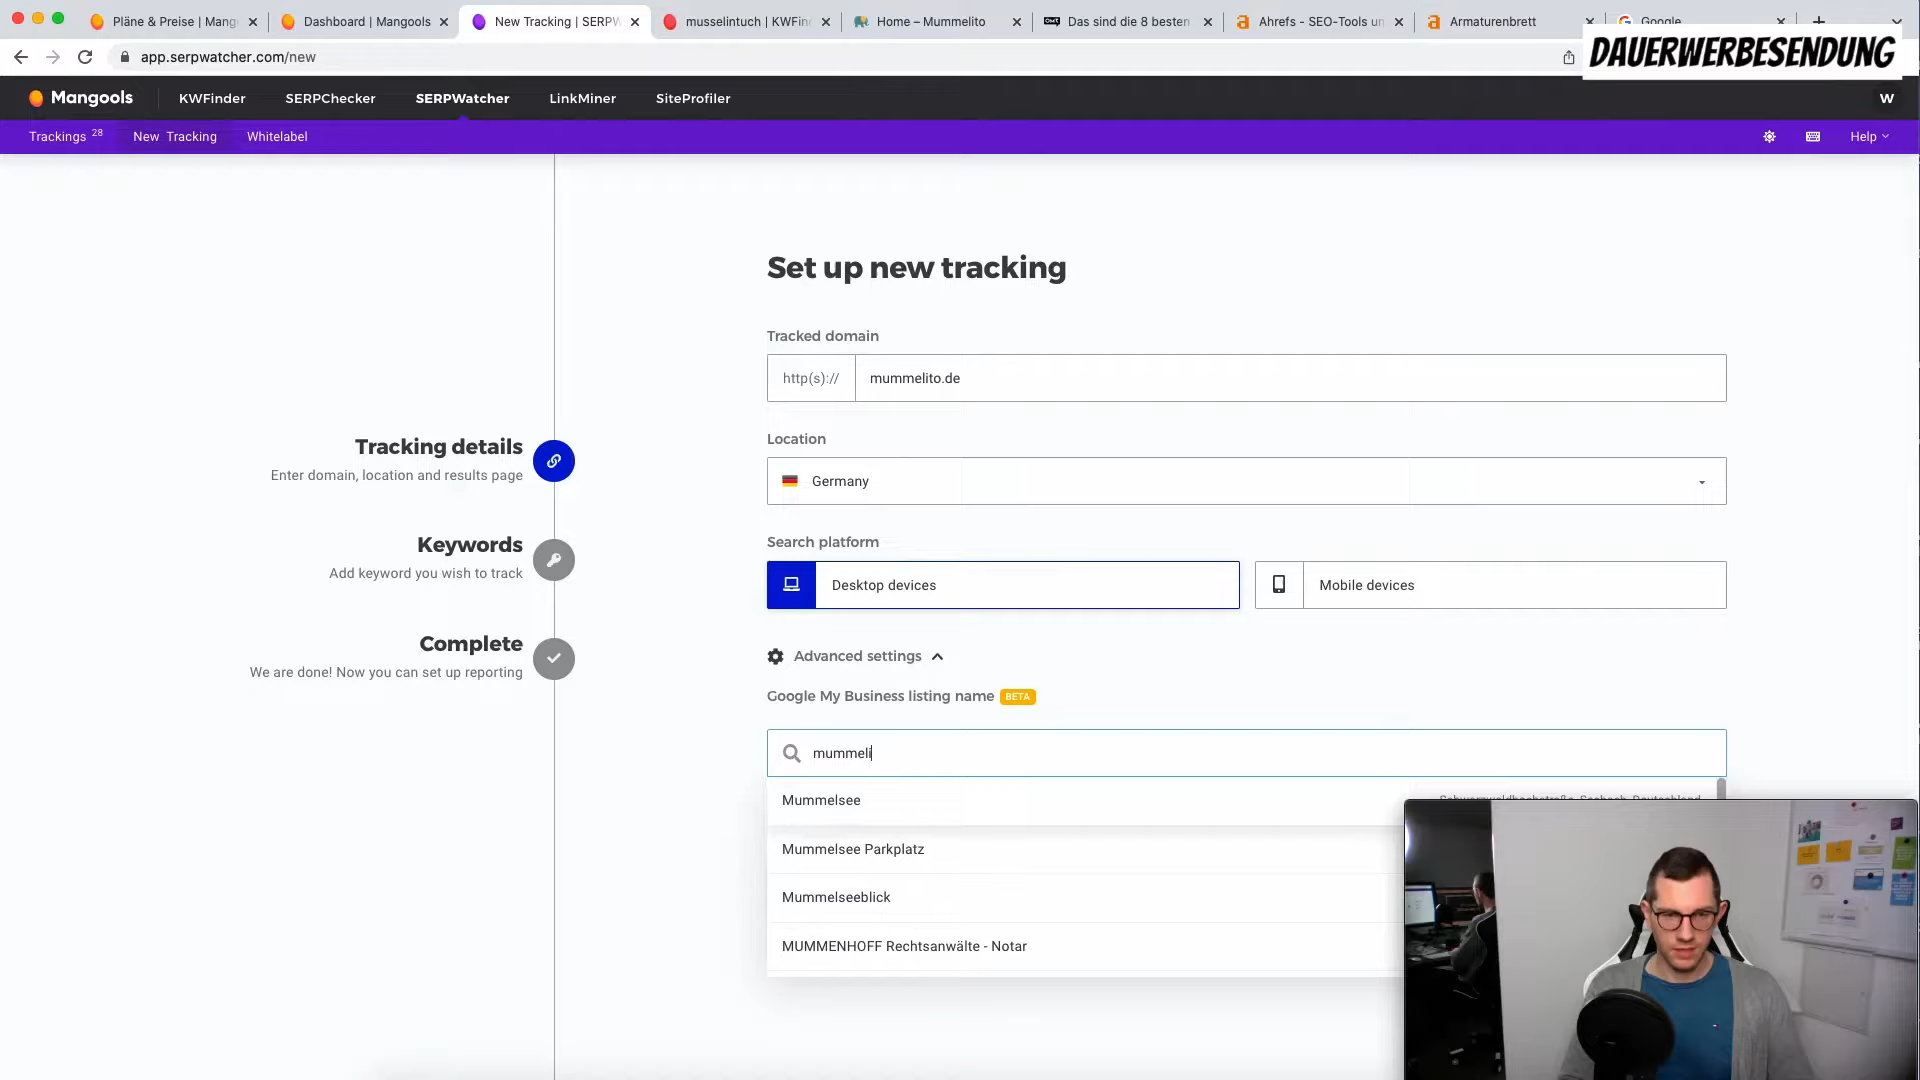 Pläne & Preise | Mang
Dashboard | Mangools
New Tracking | SERPW
musselintuch | KWFin
Home – Mummelito
OMT
Das sind die 8 besten
Ahrefs - SEO-Tools un
Armaturenbrett
Google
app.serpwatcher.com/new
DAUERWERBESENDUNG
Mangools
KWFinder
SERPChecker
SERPWatcher
LinkMiner
SiteProfiler
W
Trackings 28
New Tracking
Whitelabel
Help
Set up new tracking
Tracked domain
http(s)://
mummelito.de
Location
Germany
Tracking details
Enter domain, location and results page
Search platform
Desktop devices
Mobile devices
Keywords
Add keyword you wish to track
Complete
We are done! Now you can set up reporting
Advanced settings
Google My Business listing name BETA
mummeli
Mummelsee
Schwarzwaldhochstraße, Seebach, Deutschland
Mummelsee Parkplatz
Mummelseeblick
MUMMENHOFF Rechtsanwälte - Notar